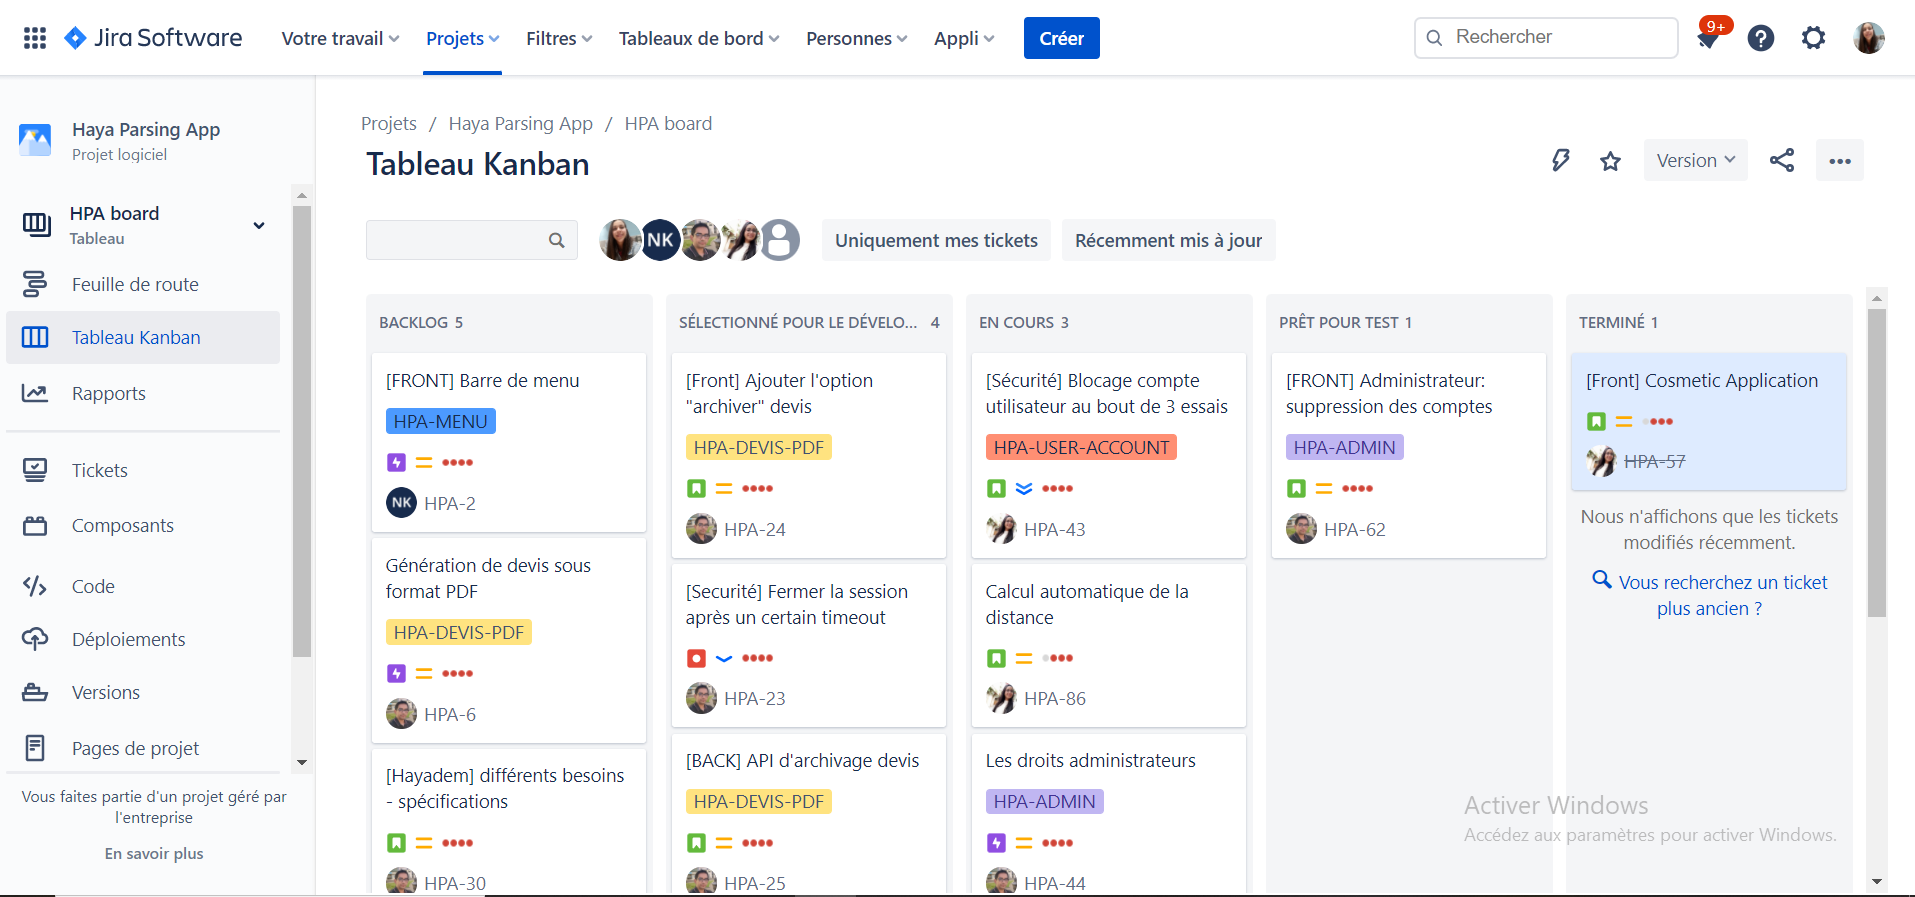 Jira Software
Votre travail
Projets
Filtres
Tableaux de bord
Personnes
Appli
Créer
Rechercher
9+
Haya Parsing App
Projet logiciel
HPA board
Tableau
Feuille de route
Tableau Kanban
Rapports
Tickets
Composants
Code
Déploiements
Versions
Pages de projet
Vous faites partie d'un projet géré par
l'entreprise
En savoir plus
Projets / Haya Parsing App / HPA board
Tableau Kanban
Version
NK
Uniquement mes tickets
Récemment mis à jour
BACKLOG 5
[FRONT] Barre de menu
HPA-MENU
NK HPA-2
Génération de devis sous
format PDF
HPA-DEVIS-PDF
HPA-6
[Hayadem] différents besoins
- spécifications
HPA-30
SÉLECTIONNÉ POUR LE DÉVELO... 4
[Front] Ajouter l'option
"archiver" devis
HPA-DEVIS-PDF
HPA-24
[Securité] Fermer la session
après un certain timeout
HPA-23
[BACK] API d'archivage devis
HPA-DEVIS-PDF
HPA-25
EN COURS 3
[Sécurité] Blocage compte
utilisateur au bout de 3 essais
HPA-USER-ACCOUNT
HPA-43
Calcul automatique de la
distance
HPA-86
Les droits administrateurs
HPA-ADMIN
HPA-44
PRÊT POUR TEST 1
[FRONT] Administrateur:
suppression des comptes
HPA-ADMIN
HPA-62
TERMINÉ 1
[Front] Cosmetic Application
HPA-57
Nous n'affichons que les tickets
modifiés récemment.
Vous recherchez un ticket
plus ancien ?
Activer Windows
Accédez aux paramètres pour activer Windows.